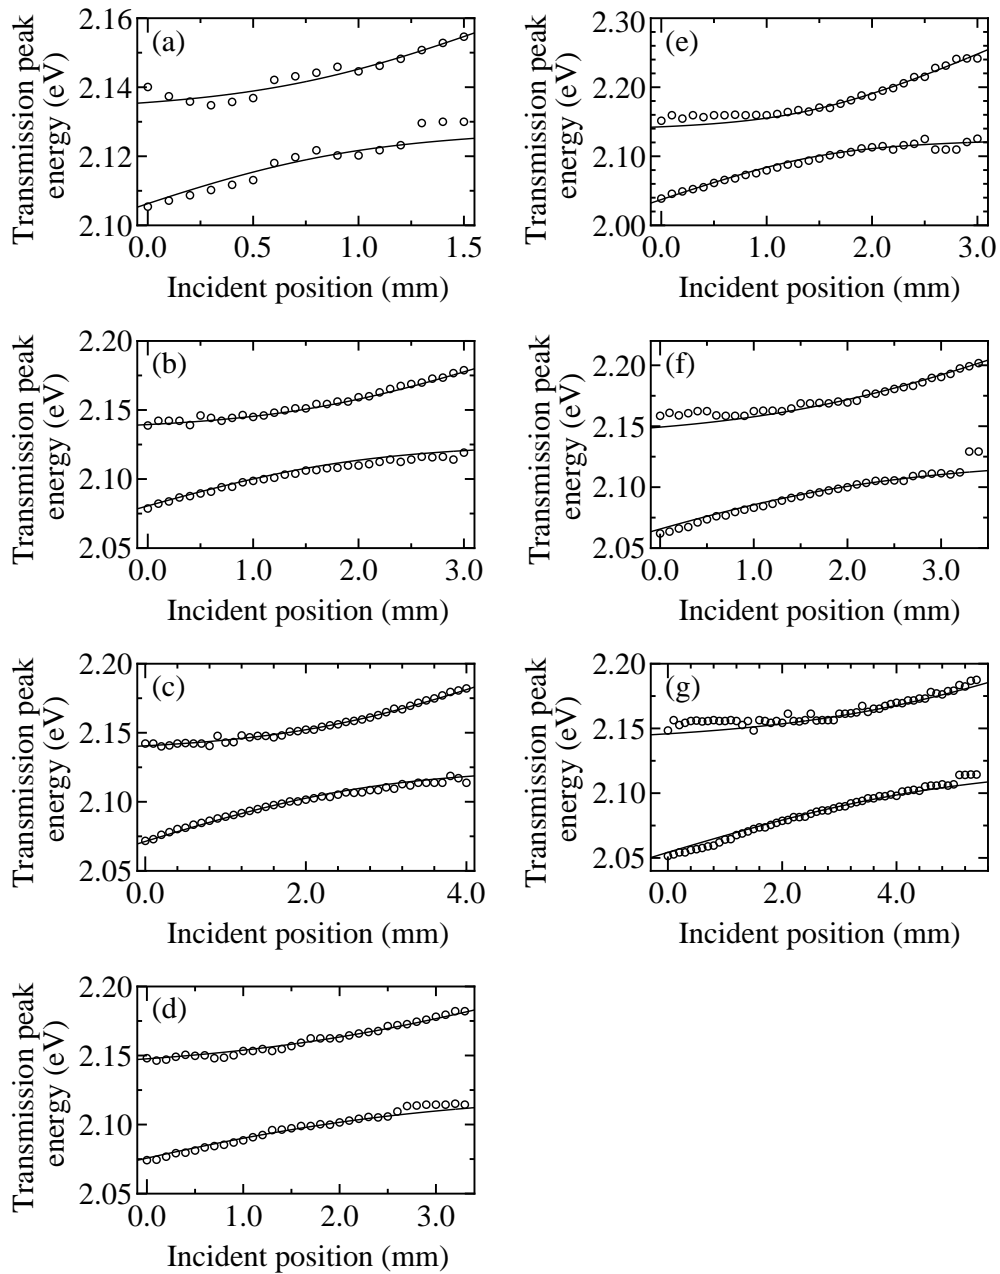 Transmission peak
energy (eV)
2.16
2.14
2.12
2.10
(a)
0.0 0.5 1.0 1.5
Incident position (mm)
Transmission peak
energy (eV)
2.30
2.20
2.10
2.00
(e)
0.0 1.0 2.0 3.0
Incident position (mm)
Transmission peak
energy (eV)
2.20
2.15
2.10
2.05
(b)
0.0 1.0 2.0 3.0
Incident position (mm)
Transmission peak
energy (eV)
2.20
2.15
2.10
2.05
(f)
0.0 1.0 2.0 3.0
Incident position (mm)
Transmission peak
energy (eV)
2.20
2.15
2.10
2.05
(c)
0.0 2.0 4.0
Incident position (mm)
Transmission peak
energy (eV)
2.20
2.15
2.10
2.05
(g)
0.0 2.0 4.0
Incident position (mm)
Transmission peak
energy (eV)
2.20
2.15
2.10
2.05
(d)
0.0 1.0 2.0 3.0
Incident position (mm)